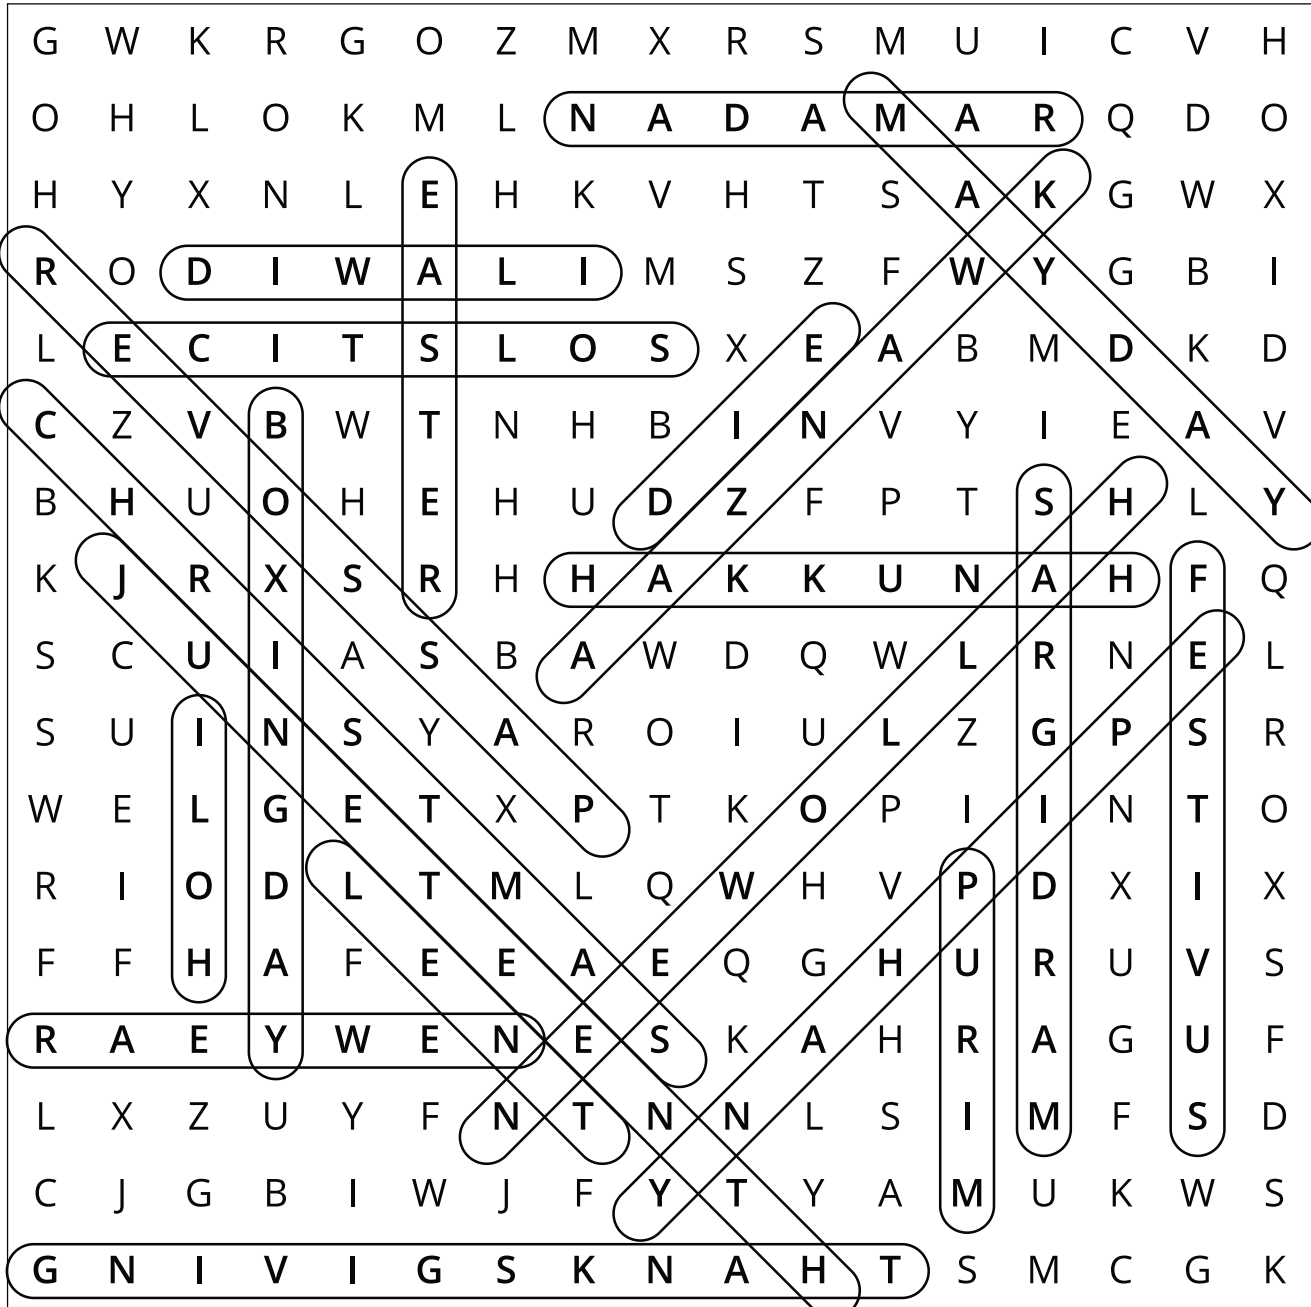 G W K R G O Z M X R S M U I C V H
O H L O K M L N A D A M A R Q D O
H Y X N L E H K V H T S A K G W X
R O D I W A L I M S Z F W Y G B I
L E C I T S L O S X E A B M D K D
C Z V B W T N H B I N V Y I E A V
B H U O H E H U D Z F P T S H L Y
K J R X S R H H A K K U N A H F Q
S C U I A S B A W D Q W L R N E L
S U I N S Y A R O I U L Z G P S R
W E L G E T X P T K O P I I N T O
R I O D L T M L Q W H V P D X I X
F F H A F E E A E Q G H U R U V S
R A E Y W E N E S K A H R A G U F
L X Z U Y F N T N N L S I M F S D
C J G B I W J F Y T Y A M U K W S
G N I V I G S K N A H T S M C G K